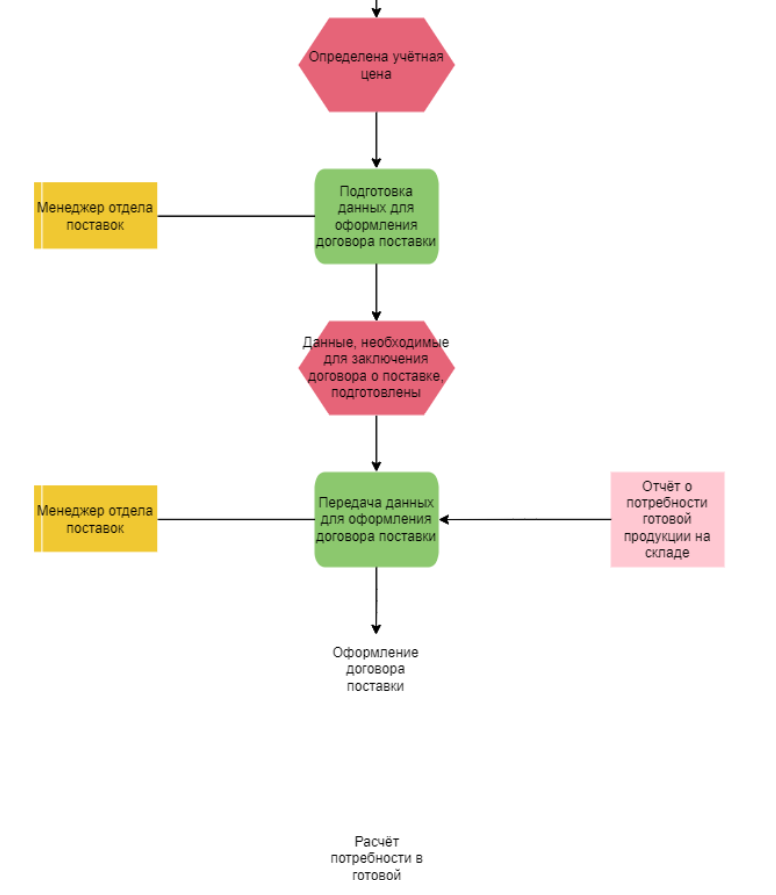 Определена учётная
цена
Подготовка
данных для
оформления
договора поставки
Менеджер отдела
поставок
Данные, необходимые
для заключения
договора о поставке,
подготовлены
Менеджер отдела
поставок
Передача данных
для оформления
договора поставки
Отчёт о
потребности
готовой
продукции на
складе
Оформление
договора
поставки
Расчёт
потребности в
готовой